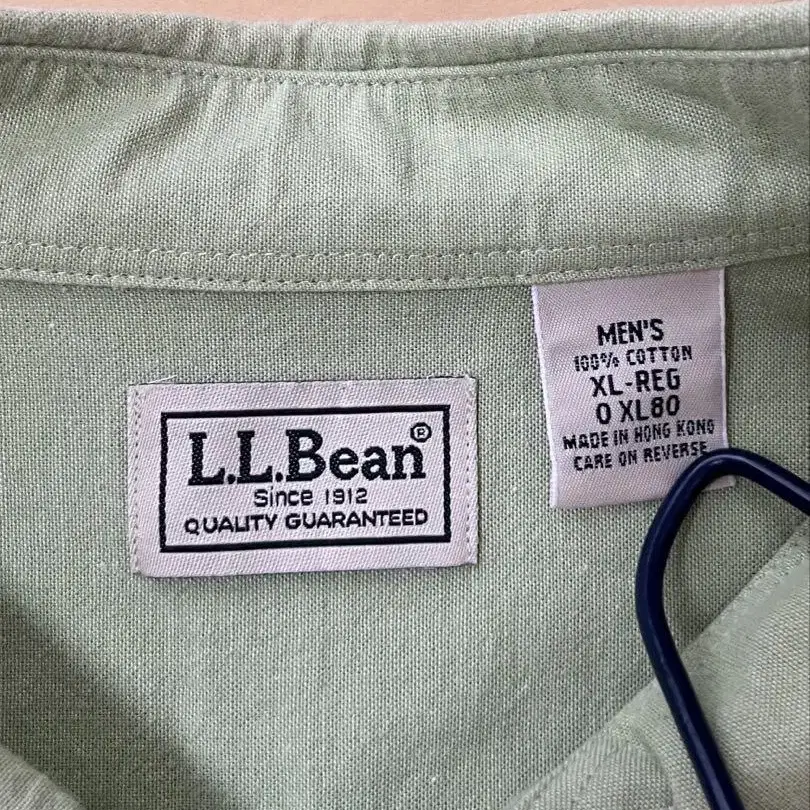 L.L.Bean®
Since 1912
QUALITY GUARANTEED
MEN'S
100% COTTON
XL-REG
0 XL80
MADE IN HONG KONG
CARE ON REVERSE